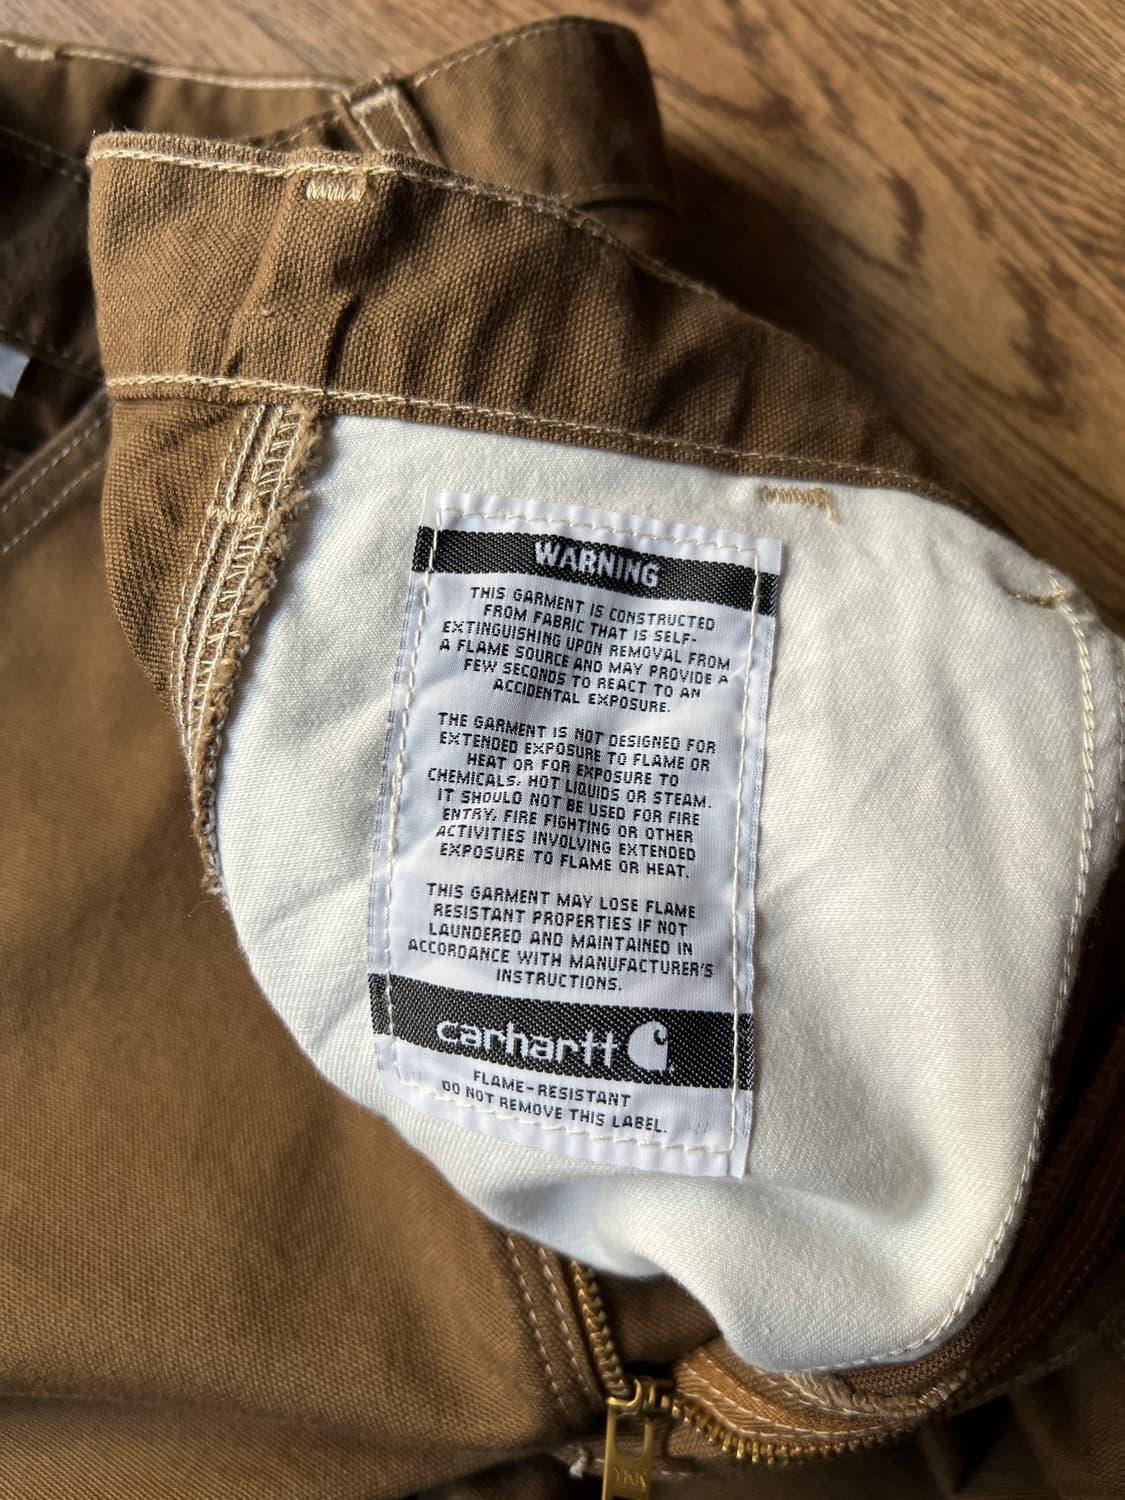 WARNING
THIS GARMENT IS CONSTRUCTED
FROM FABRIC THAT IS SELF-
EXTINGUISHING UPON REMOVAL FROM
A FLAME SOURCE AND MAY PROVIDE A
FEW SECONDS TO REACT TO AN
ACCIDENTAL EXPOSURE.
THE GARMENT IS NOT DESIGNED FOR
EXTENDED EXPOSURE TO FLAME OR
HEAT OR FOR EXPOSURE TO
CHEMICALS, HOT LIQUIDS OR STEAM.
IT SHOULD NOT BE USED FOR FIRE
ENTRY, FIRE FIGHTING OR OTHER
ACTIVITIES INVOLVING EXTENDED
EXPOSURE TO FLAME OR HEAT.
THIS GARMENT MAY LOSE FLAME
RESISTANT PROPERTIES IF NOT
LAUNDERED AND MAINTAINED IN
ACCORDANCE WITH MANUFACTURER'S
INSTRUCTIONS.
carhartt
FLAME-RESISTANT
DO NOT REMOVE THIS LABEL.
YKK